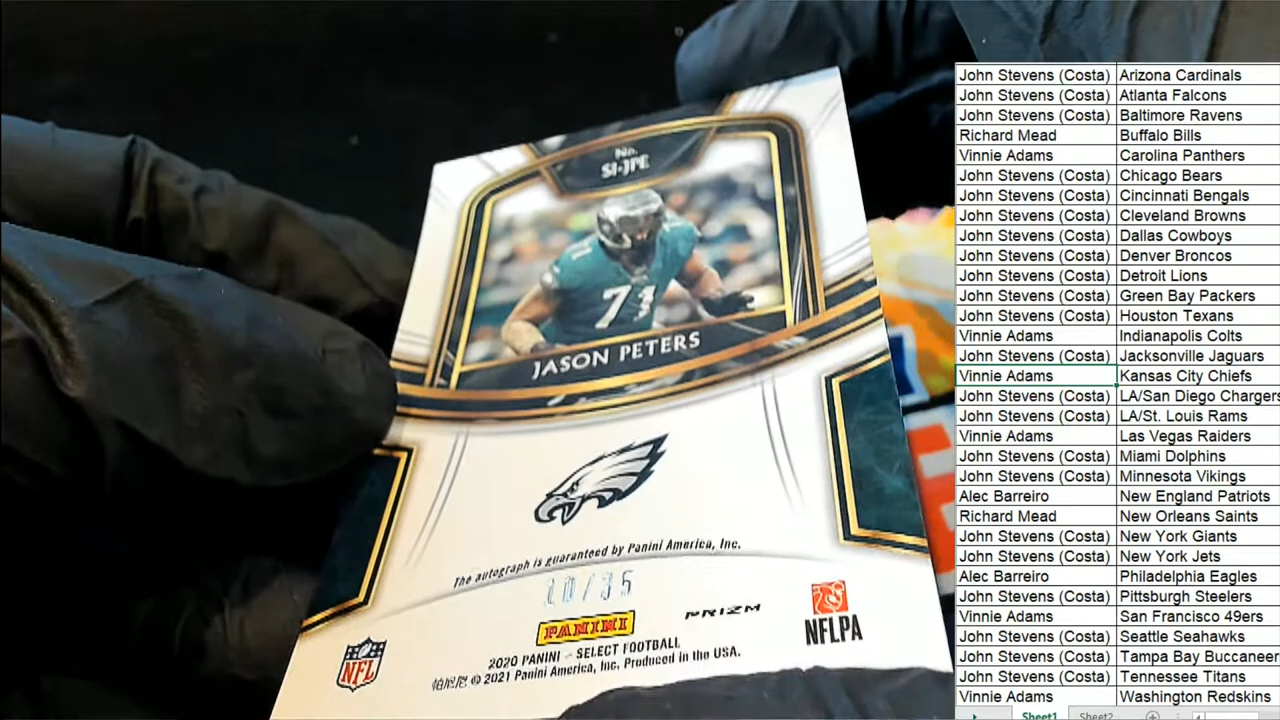 No.
SI-JPE
71
JASON PETERS
The autograph is guaranteed by Panini America, Inc.
10/35
PANINI
PRIZM
NFL
NFLPA
2020 PANINI – SELECT FOOTBALL
帕尼尼 © 2021 Panini America, Inc. Produced in the USA.
John Stevens (Costa) Arizona Cardinals
John Stevens (Costa) Atlanta Falcons
John Stevens (Costa) Baltimore Ravens
Richard Mead Buffalo Bills
Vinnie Adams Carolina Panthers
John Stevens (Costa) Chicago Bears
John Stevens (Costa) Cincinnati Bengals
John Stevens (Costa) Cleveland Browns
John Stevens (Costa) Dallas Cowboys
John Stevens (Costa) Denver Broncos
John Stevens (Costa) Detroit Lions
John Stevens (Costa) Green Bay Packers
John Stevens (Costa) Houston Texans
Vinnie Adams Indianapolis Colts
John Stevens (Costa) Jacksonville Jaguars
Vinnie Adams Kansas City Chiefs
John Stevens (Costa) LA/San Diego Chargers
John Stevens (Costa) LA/St. Louis Rams
Vinnie Adams Las Vegas Raiders
John Stevens (Costa) Miami Dolphins
John Stevens (Costa) Minnesota Vikings
Alec Barreiro New England Patriots
Richard Mead New Orleans Saints
John Stevens (Costa) New York Giants
John Stevens (Costa) New York Jets
Alec Barreiro Philadelphia Eagles
John Stevens (Costa) Pittsburgh Steelers
Vinnie Adams San Francisco 49ers
John Stevens (Costa) Seattle Seahawks
John Stevens (Costa) Tampa Bay Buccaneer
John Stevens (Costa) Tennessee Titans
Vinnie Adams Washington Redskins
Sheet1 Sheet2